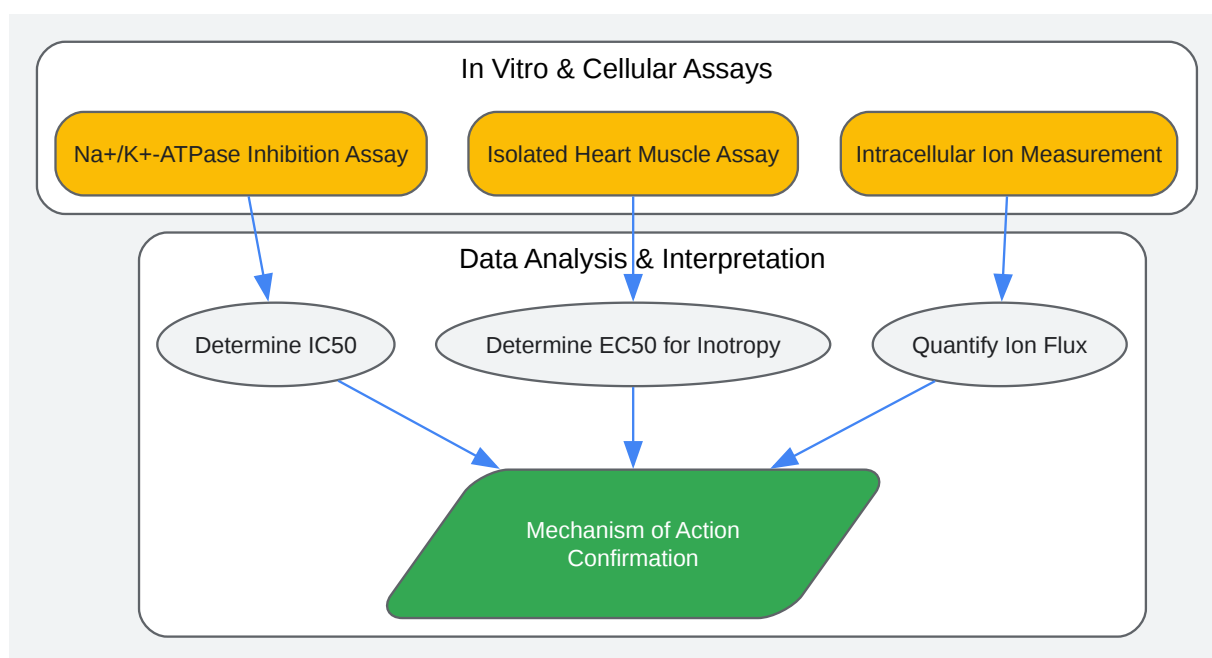 In Vitro & Cellular Assays
Na+/K+-ATPase Inhibition Assay
Isolated Heart Muscle Assay
Intracellular Ion Measurement
Data Analysis & Interpretation
Determine IC50
Determine EC50 for Inotropy
Quantify Ion Flux
Mechanism of Action
Confirmation